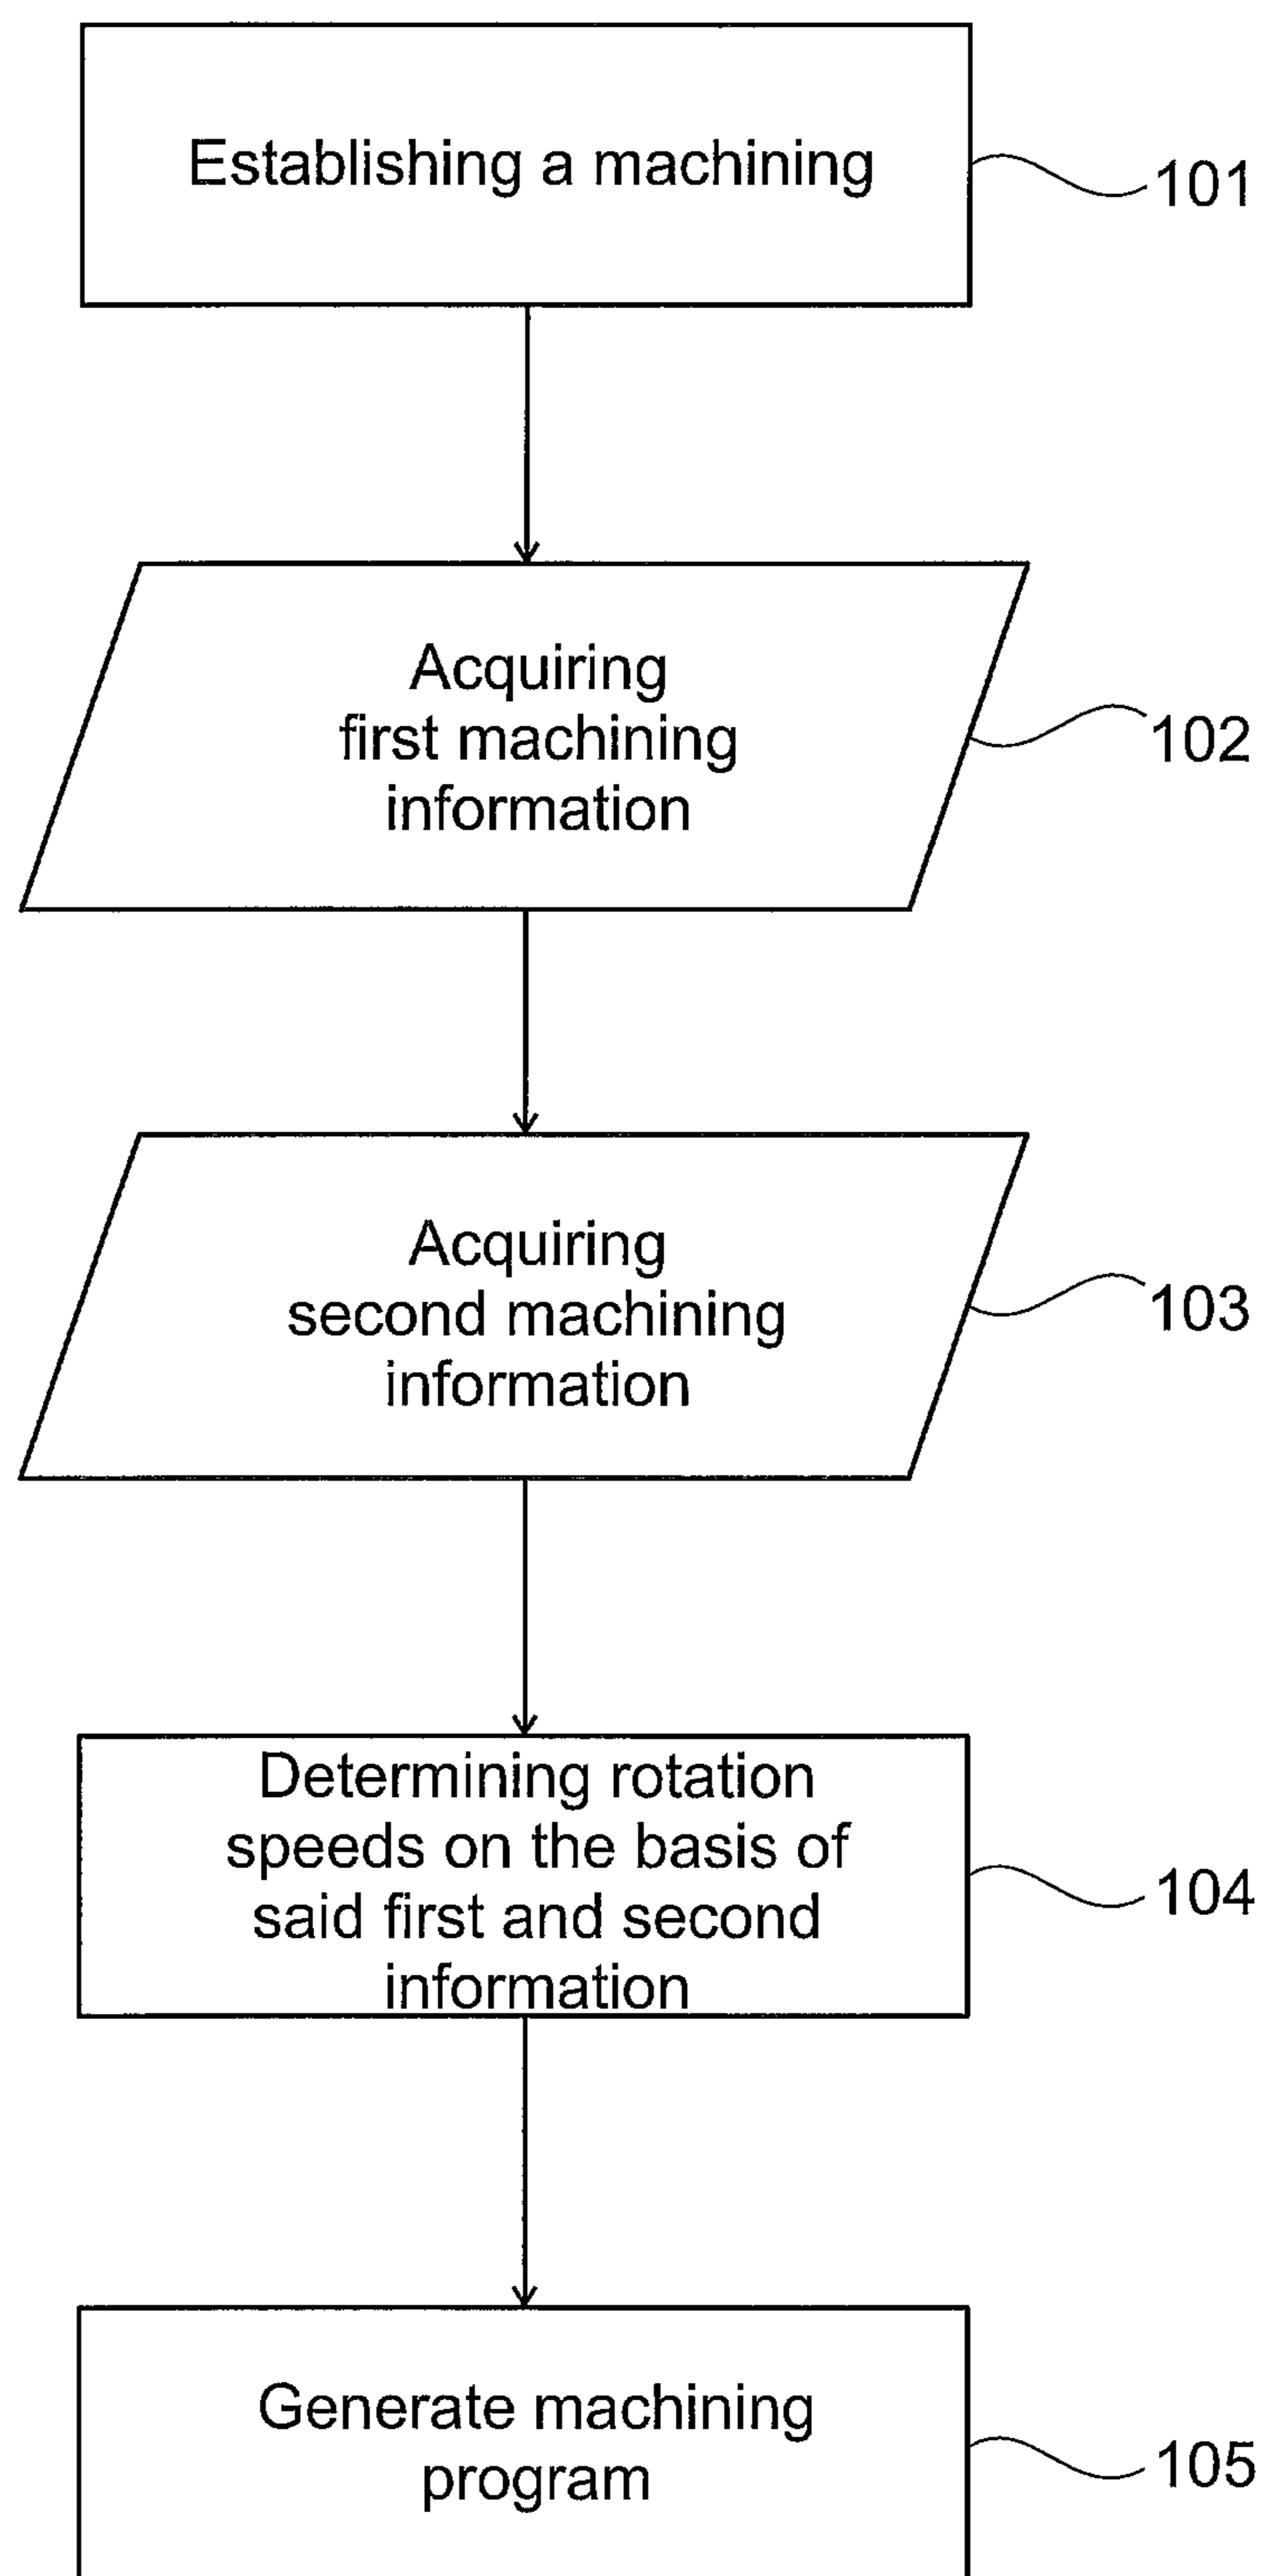 Establishing a machining
101
Acquiring
first machining
information
102
Acquiring
second machining
information
103
Determining rotation
speeds on the basis of
said first and second
information
104
Generate machining
program
105